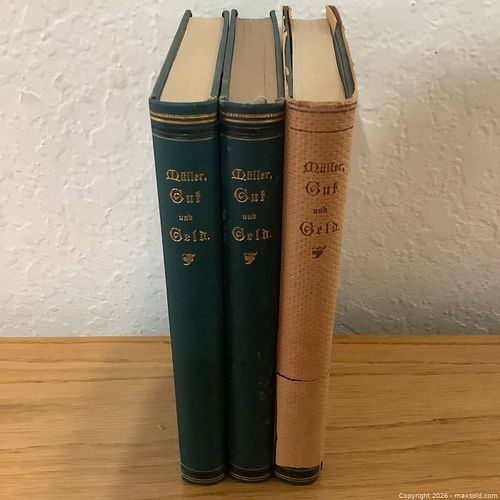 Müller,
Gut
und
Geld.
Müller,
Gut
und
Geld.
Müller,
Gut
und
Geld.
Copyright 2026 - maxsold.com